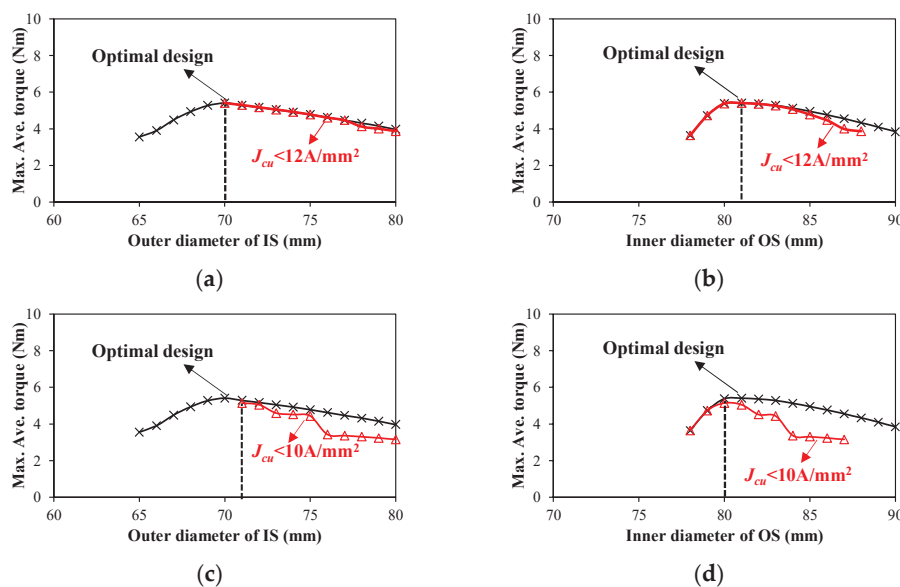 Max. Ave. torque (Nm)
10
8
6
4
2
0
60
65
70
75
80
Optimal design
J_cu<12A/mm²
Outer diameter of IS (mm)
(a)
Max. Ave. torque (Nm)
10
8
6
4
2
0
70
75
80
85
90
Optimal design
J_cu<12A/mm²
Inner diameter of OS (mm)
(b)
Max. Ave. torque (Nm)
10
8
6
4
2
0
60
65
70
75
80
Optimal design
J_cu<10A/mm²
Outer diameter of IS (mm)
(c)
Max. Ave. torque (Nm)
10
8
6
4
2
0
70
75
80
85
90
Optimal design
J_cu<10A/mm²
Inner diameter of OS (mm)
(d)